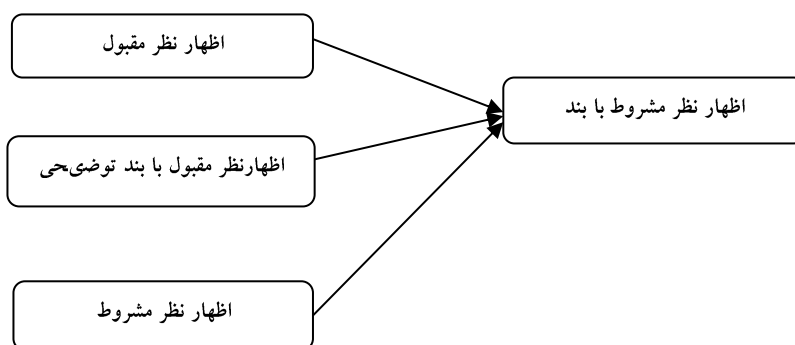 اظهار نظر مقبول
اظهار نظر مشروط با بند
اظهارنظر مقبول با بند توضیحی
اظهار نظر مشروط